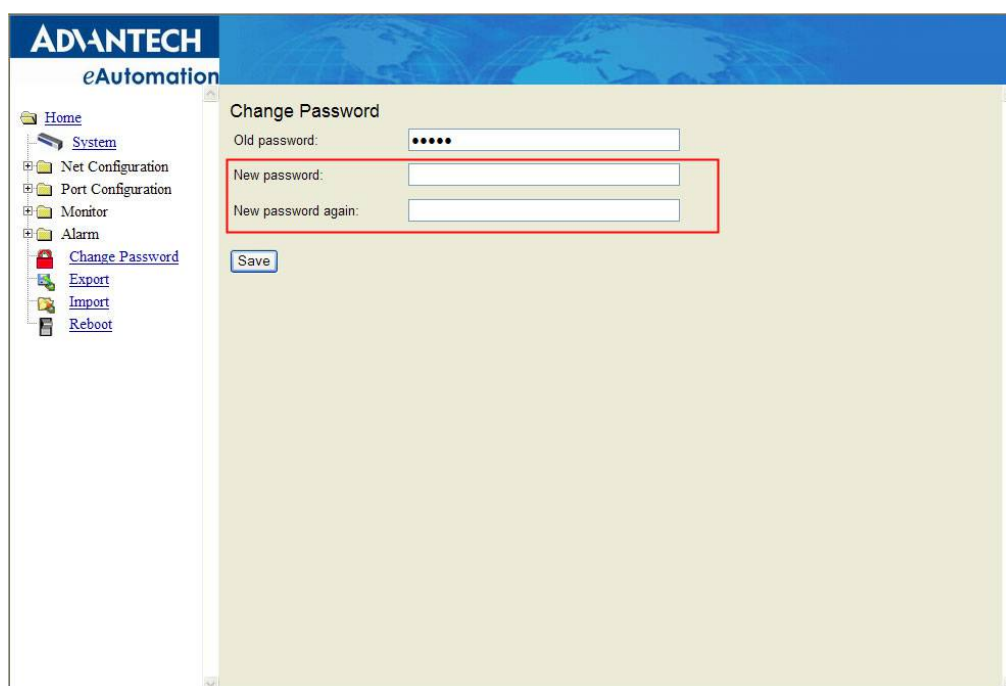 ADVANTECH
eAutomation
Home
System
Net Configuration
Port Configuration
Monitor
Alarm
Change Password
Export
Import
Reboot
Change Password
Old password: •••••
New password:
New password again:
Save